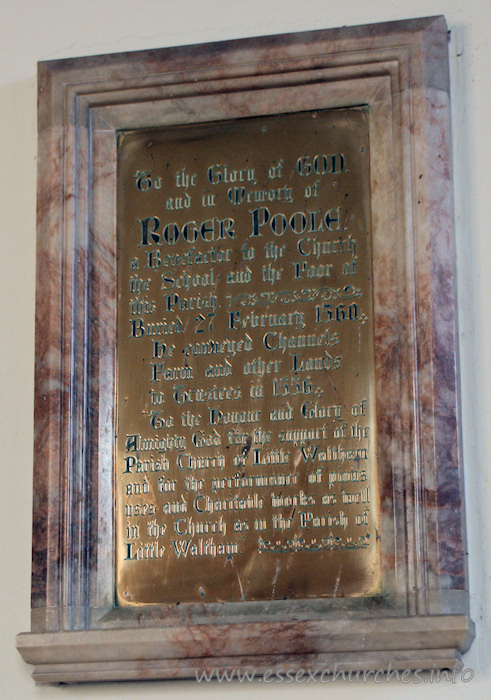 To the Glory of GOD
and in Memory of
ROGER POOLE,
a Benefactor to the Church
the School and the Poor of
this Parish.
Buried 27 February 1560.
He conveyed Channels
Farm and other Lands
to Trustees in 1556.
"To the Honour and Glory of
Almighty God for the support of the
Parish Church of Little Waltham
and for the performance of pious
uses and Charitable works as well
in the Church as in the Parish of
Little Waltham
www.essexchurches.info